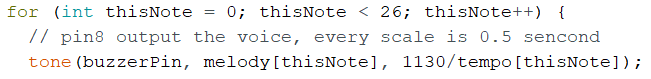 for (int thisNote = 0; thisNote < 26; thisNote++) {
// pin8 output the voice, every scale is 0.5 sencond
tone(buzzerPin, melody[thisNote], 1130/tempo[thisNote]);